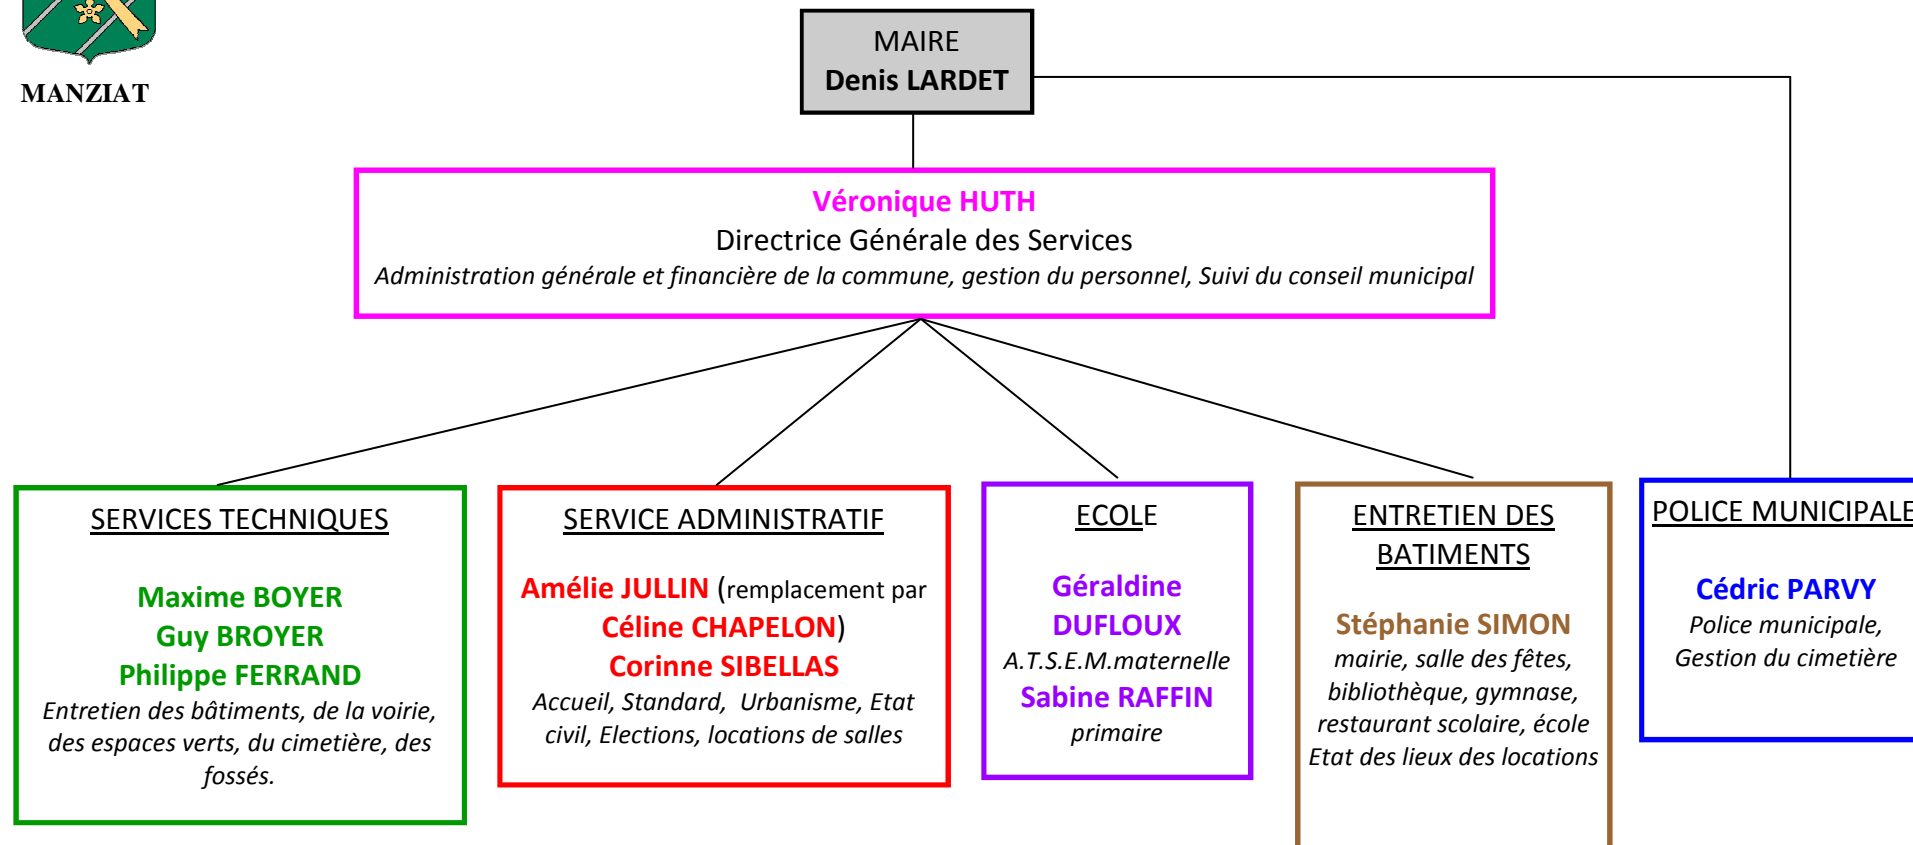 MANZIAT
MAIRE
Denis LARDET
Véronique HUTH
Directrice Générale des Services
Administration générale et financière de la commune, gestion du personnel, Suivi du conseil municipal
SERVICES TECHNIQUES
Maxime BOYER
Guy BROYER
Philippe FERRAND
Entretien des bâtiments, de la voirie,
des espaces verts, du cimetière, des
fossés.
SERVICE ADMINISTRATIF
Amélie JULLIN (remplacement par
Céline CHAPELON)
Corinne SIBELLAS
Accueil, Standard, Urbanisme, Etat
civil, Elections, locations de salles
ECOLE
Géraldine
DUFLOUX
A.T.S.E.M.maternelle
Sabine RAFFIN
primaire
ENTRETIEN DES
BATIMENTS
Stéphanie SIMON
mairie, salle des fêtes,
bibliothèque, gymnase,
restaurant scolaire, école
Etat des lieux des locations
POLICE MUNICIPALE
Cédric PARVY
Police municipale,
Gestion du cimetière